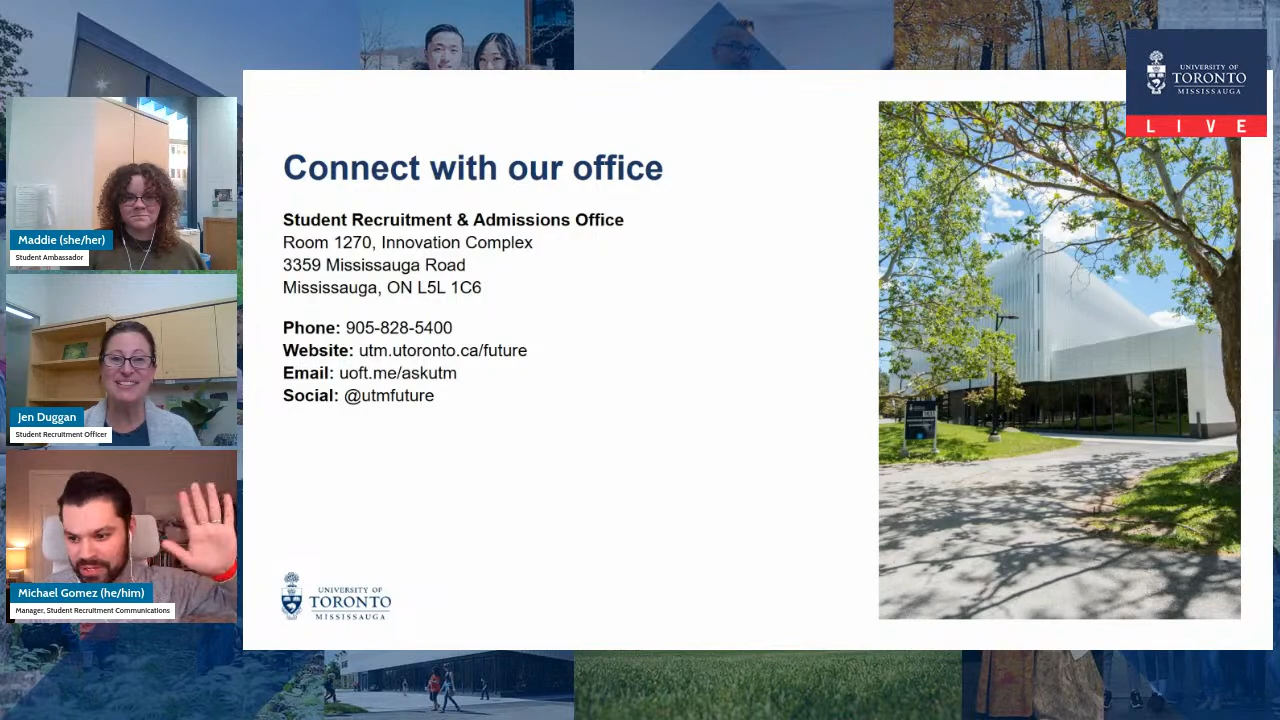 UNIVERSITY OF
TORONTO
MISSISSAUGA
LIVE
Maddie (she/her)
Student Ambassador
Jen Duggan
Student Recruitment Officer
Michael Gomez (he/him)
Manager, Student Recruitment Communications
Connect with our office
Student Recruitment & Admissions Office
Room 1270, Innovation Complex
3359 Mississauga Road
Mississauga, ON L5L 1C6
Phone: 905-828-5400
Website: utm.utoronto.ca/future
Email: uoft.me/askutm
Social: @utmfuture
UNIVERSITY OF
TORONTO
MISSISSAUGA